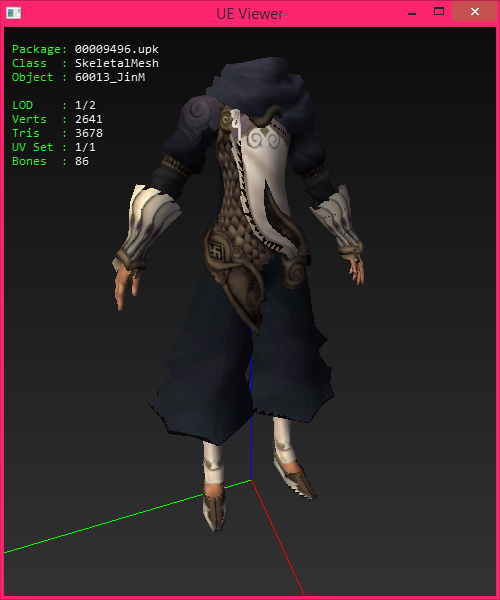 UE Viewer
Package: 00009496.upk
Class : SkeletalMesh
Object : 60013_JinM
LOD : 1/2
Verts : 2641
Tris : 3678
UV Set : 1/1
Bones : 86